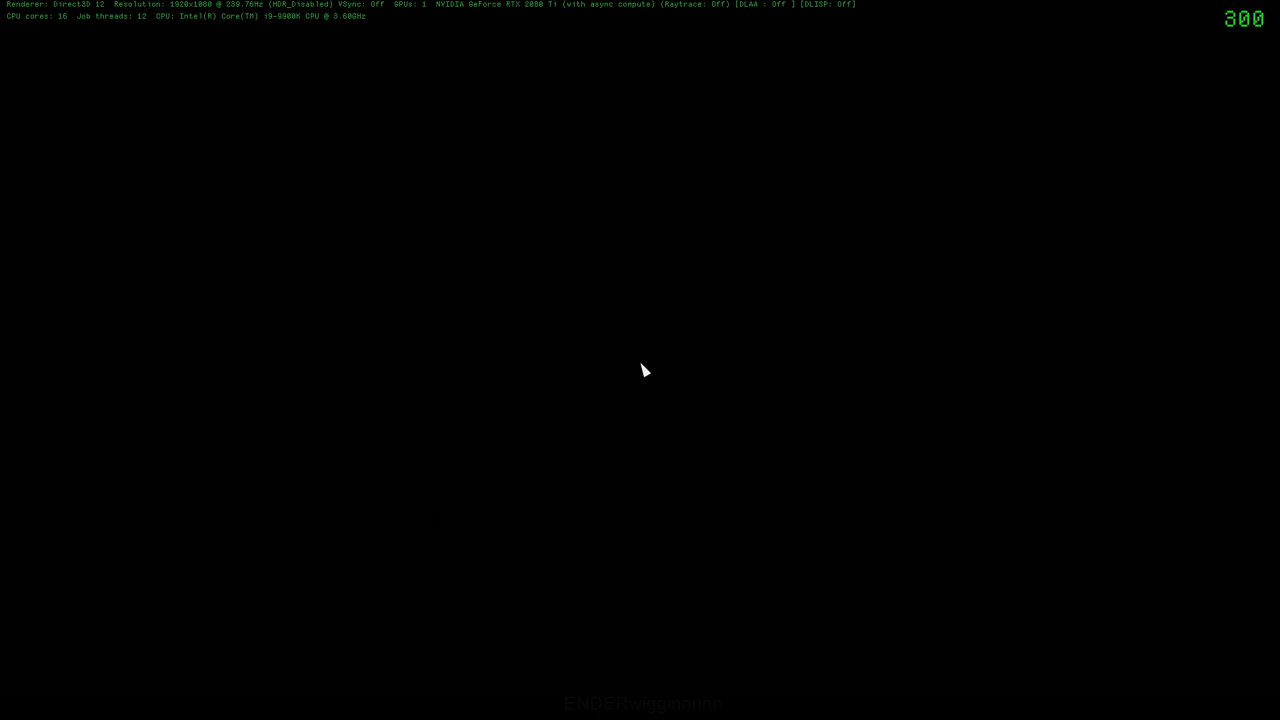 Renderer: Direct3D 12 Resolution: 1920x1080 @ 239.76Hz (HDR_Disabled) VSync: Off GPUs: 1 NVIDIA GeForce RTX 2080 Ti (with async compute) (Raytrace: Off) [DLAA : Off ] [DLISP: Off]
300
CPU cores: 16 Job threads: 12 CPU: Intel(R) Core(TM) i9-9900K CPU @ 3.60GHz
ENDERwigginnnnn